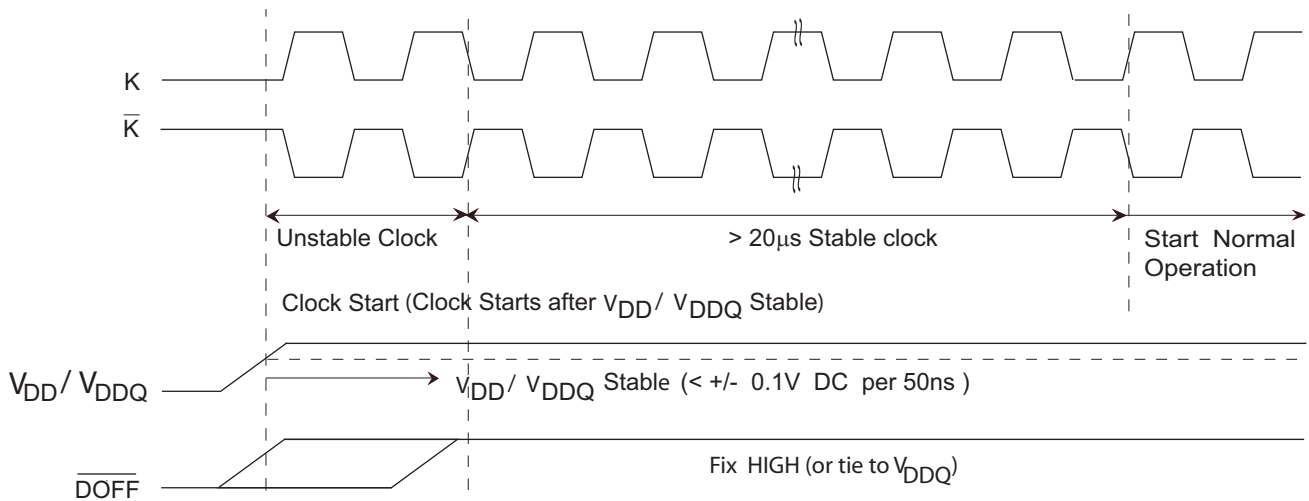 K
K̅
Unstable Clock
> 20μs Stable clock
Start Normal
Operation
Clock Start (Clock Starts after VDD / VDDQ Stable)
VDD / VDDQ
VDD / VDDQ Stable (< +/- 0.1V DC per 50ns )
DOFF
Fix HIGH (or tie to VDDQ)